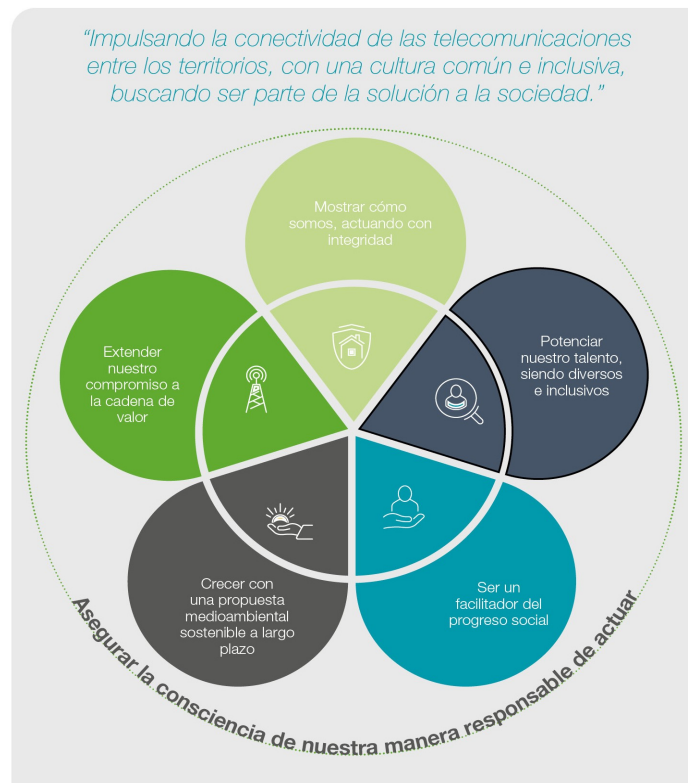 “Impulsando la conectividad de las telecomunicaciones
entre los territorios, con una cultura común e inclusiva,
buscando ser parte de la solución a la sociedad.”
Mostrar cómo
somos, actuando con
integridad
Potenciar
nuestro talento,
siendo diversos
e inclusivos
Ser un
facilitador del
progreso social
Crecer con
una propuesta
medioambiental
sostenible a largo
plazo
Extender
nuestro
compromiso a
la cadena de
valor
Asegurar la consciencia de nuestra manera responsable de actuar